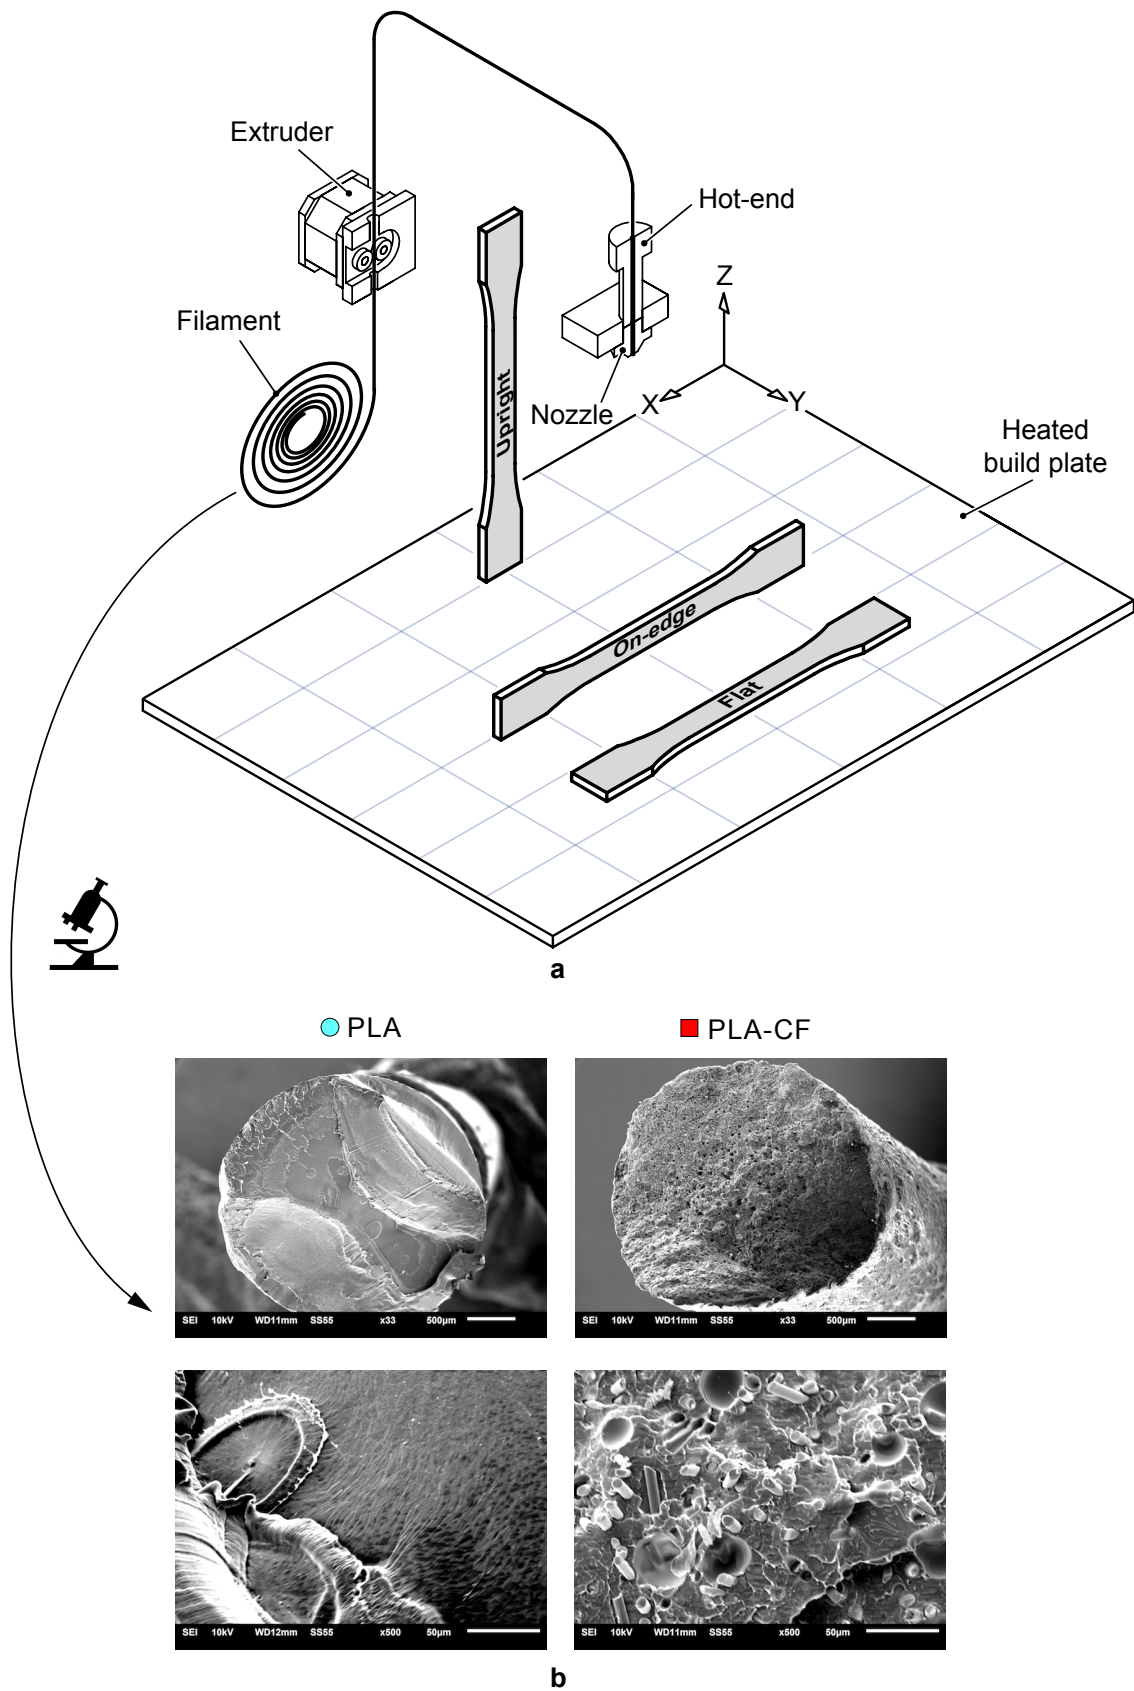 Extruder
Hot-end
Z
Filament
X
Y
Nozzle
Upright
Heated
build plate
On-edge
Flat
a
PLA
PLA-CF
SEI 10kV WD11mm SS55 x33 500µm
SEI 10kV WD11mm SS55 x33 500µm
SEI 10kV WD12mm SS55 x500 50µm
SEI 10kV WD11mm SS55 x500 50µm
b